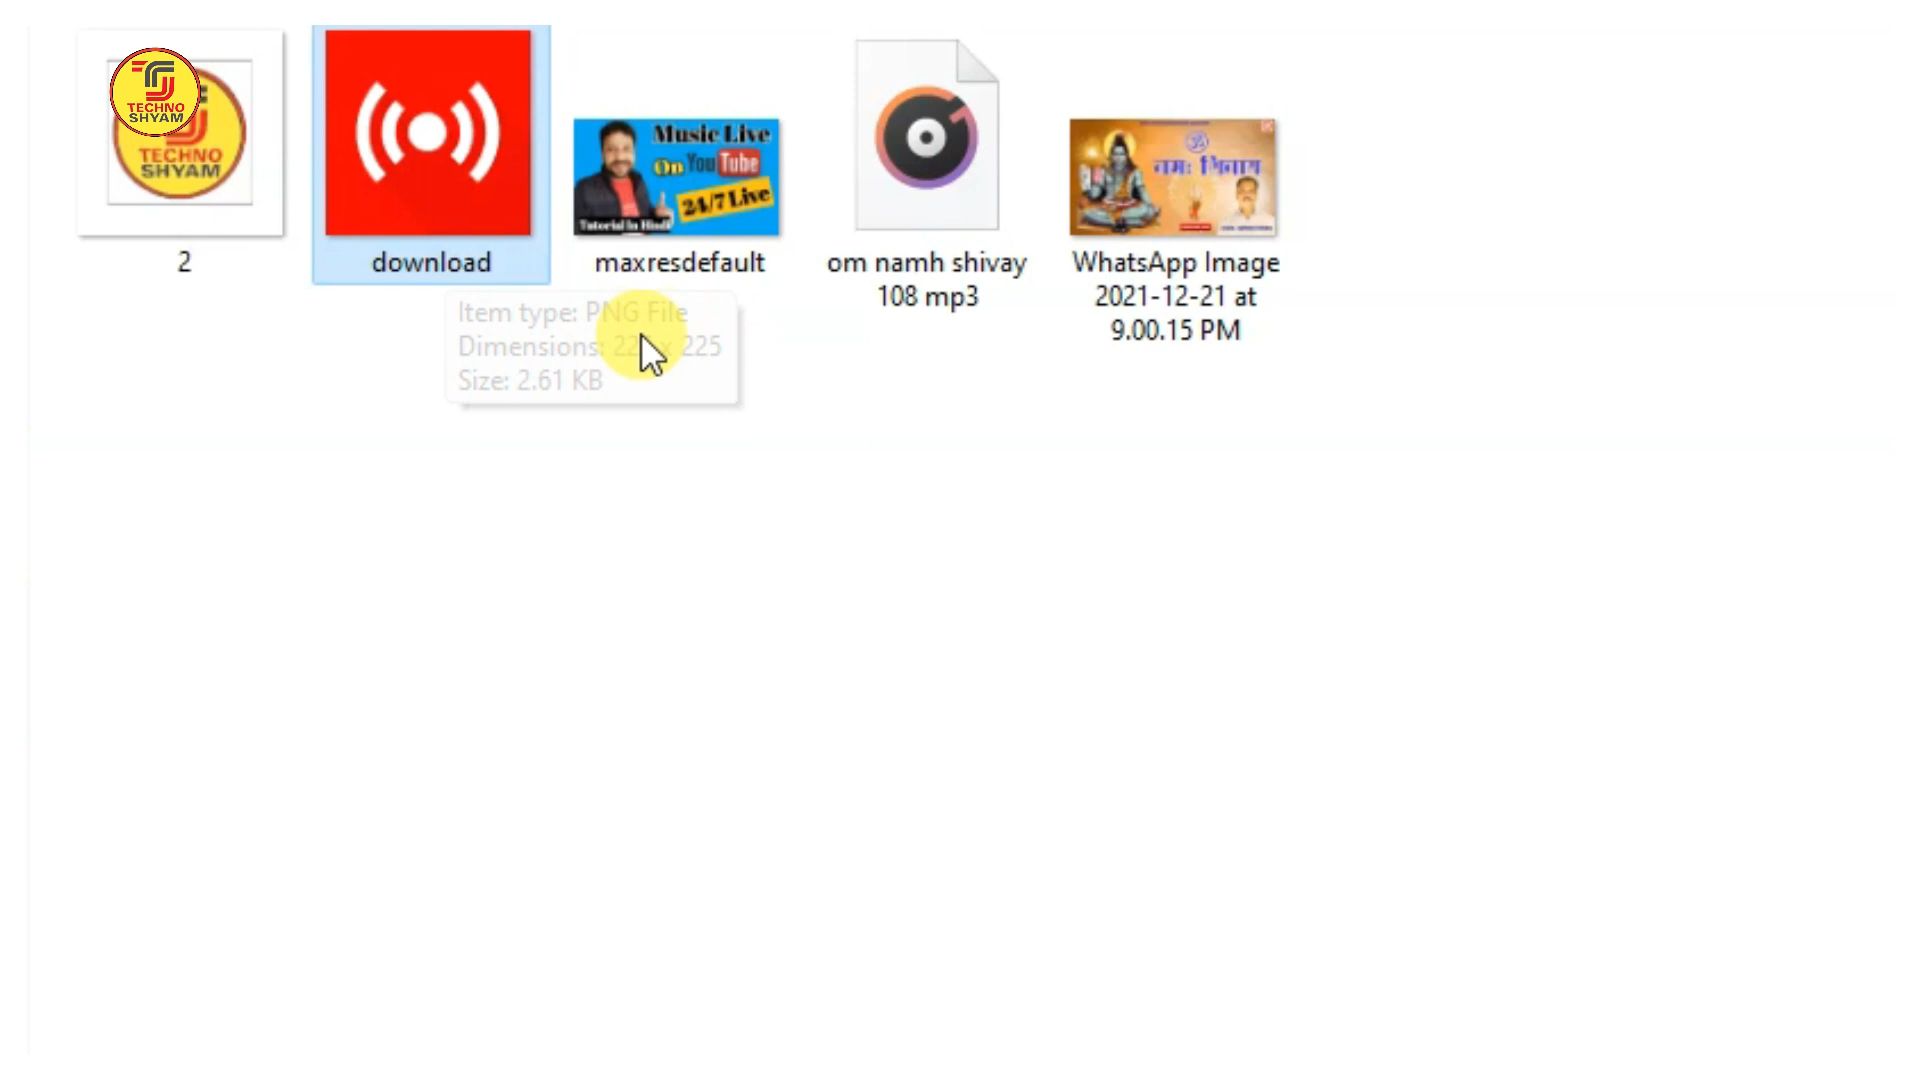 TECHNO
SHYAM
TECHNO
SHYAM
Music Live
On YouTube
24/7 Live
Tutorial In Hindi
ॐ
नमः शिवाय
2
download
maxresdefault
om namh shivay
108 mp3
WhatsApp Image
2021-12-21 at
9.00.15 PM
Item type: PNG File
Dimensions: x 225
Size: 2.61 KB